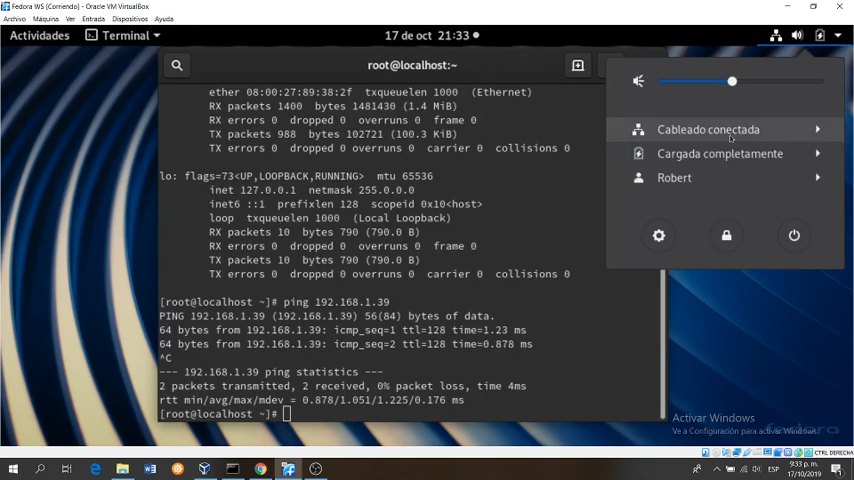 Fedora WS [Corriendo] - Oracle VM VirtualBox
Archivo Máquina Ver Entrada Dispositivos Ayuda
Actividades Terminal 17 de oct 21:33
root@localhost:~
ether 08:00:27:89:38:2f txqueuelen 1000 (Ethernet)
RX packets 1400 bytes 1481430 (1.4 MiB)
RX errors 0 dropped 0 overruns 0 frame 0
TX packets 988 bytes 102721 (100.3 KiB)
TX errors 0 dropped 0 overruns 0 carrier 0 collisions 0
lo: flags=73<UP,LOOPBACK,RUNNING> mtu 65536
inet 127.0.0.1 netmask 255.0.0.0
inet6 ::1 prefixlen 128 scopeid 0x10<host>
loop txqueuelen 1000 (Local Loopback)
RX packets 10 bytes 790 (790.0 B)
RX errors 0 dropped 0 overruns 0 frame 0
TX packets 10 bytes 790 (790.0 B)
TX errors 0 dropped 0 overruns 0 carrier 0 collisions 0
[root@localhost ~]# ping 192.168.1.39
PING 192.168.1.39 (192.168.1.39) 56(84) bytes of data.
64 bytes from 192.168.1.39: icmp_seq=1 ttl=128 time=1.23 ms
64 bytes from 192.168.1.39: icmp_seq=2 ttl=128 time=0.878 ms
^C
--- 192.168.1.39 ping statistics ---
2 packets transmitted, 2 received, 0% packet loss, time 4ms
rtt min/avg/max/mdev = 0.878/1.051/1.225/0.176 ms
[root@localhost ~]#
Cableado conectada
Cargada completamente
Robert
Activar Windows
Ve a Configuración para activar Windows.
fedora
CTRL DERECHA
ESP
9:33 p. m.
17/10/2019